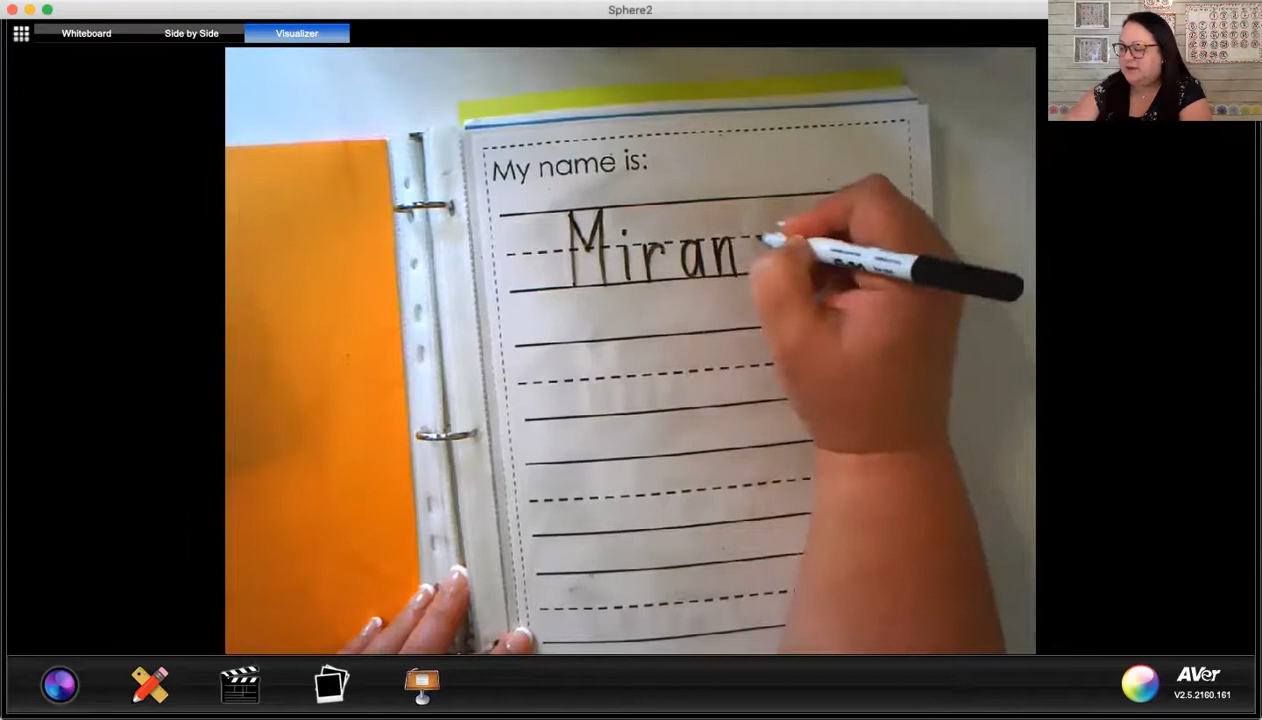 Sphere2
Whiteboard Side by Side Visualizer
My name is:
Miran
AVer
V2.5.2160.161